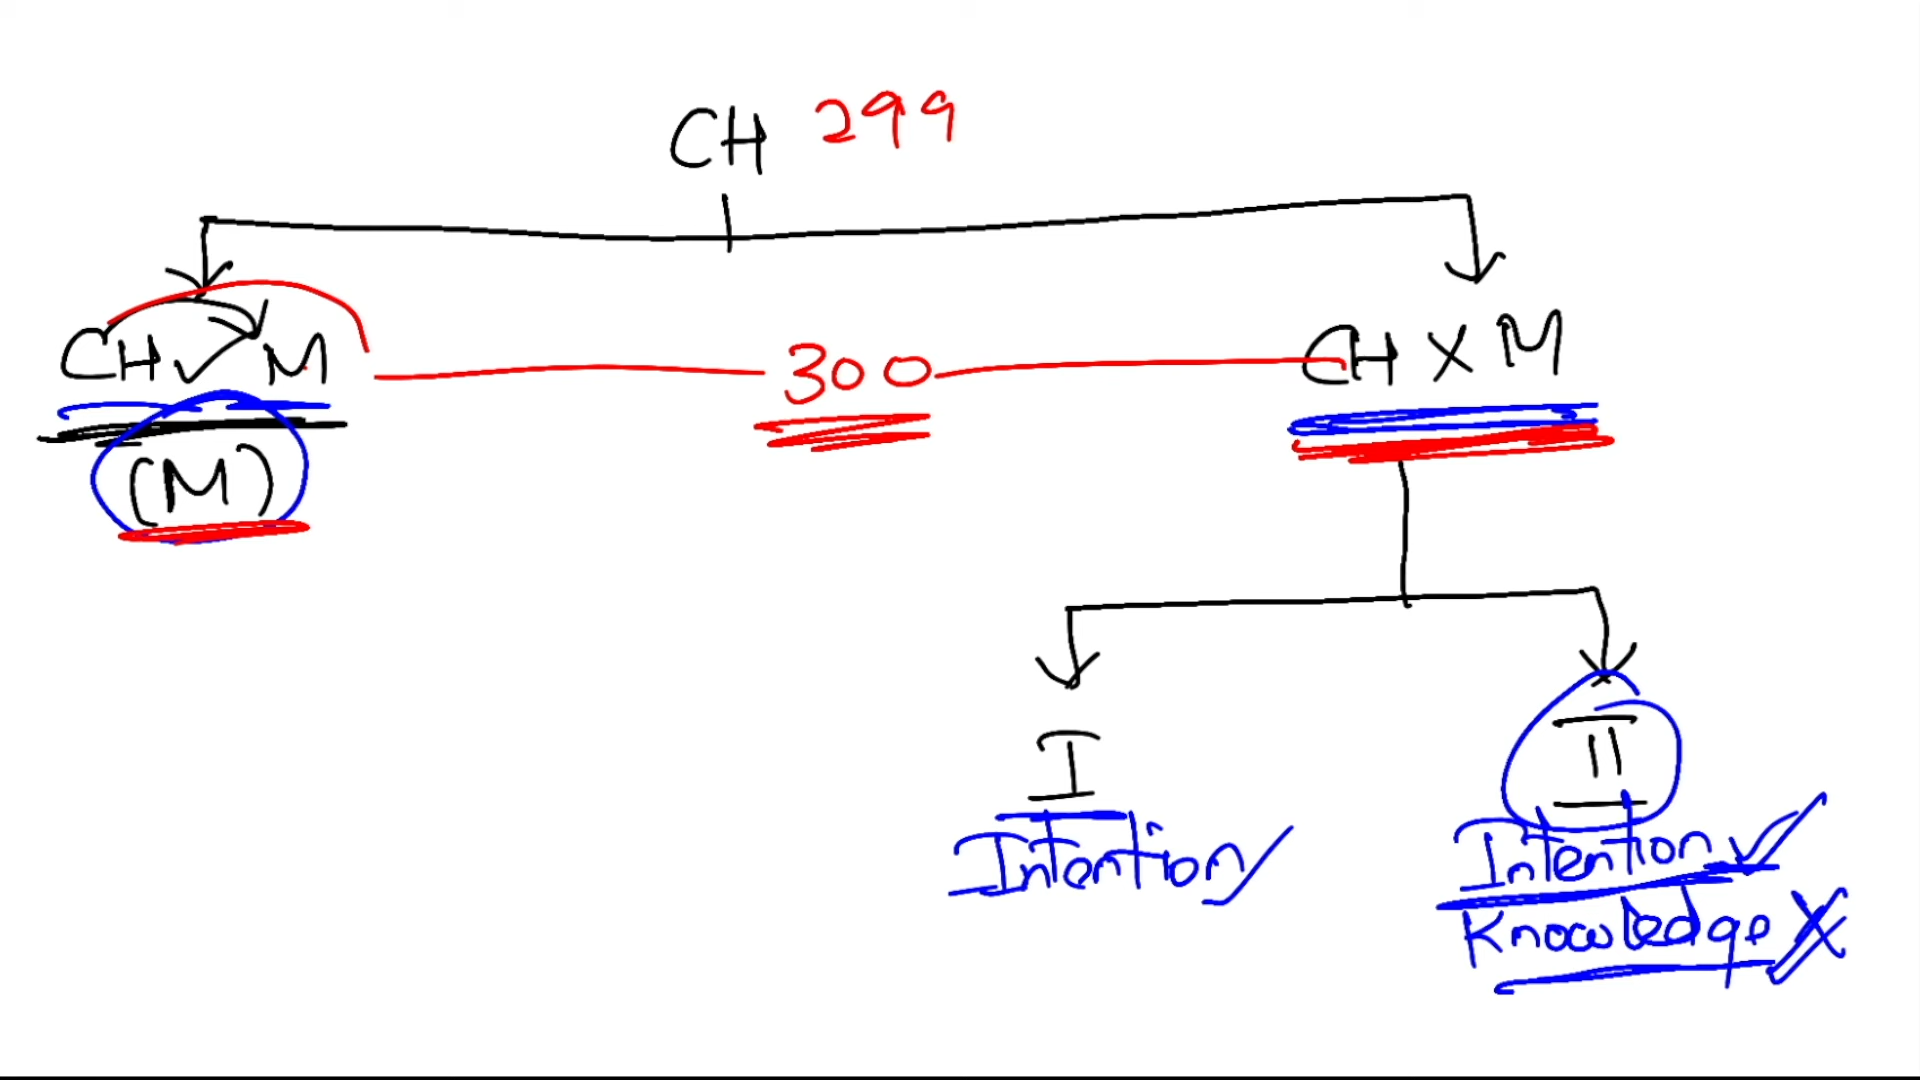 CH 299
CH ✓ M 300 CH X M
(M)
I II
Intention Intention ✓
Knowledge X